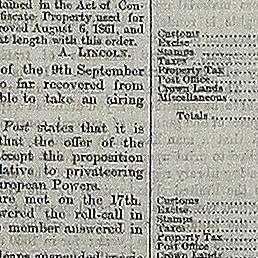 tained in the Act of Con-
fiscate Property used for
roved August 6, 1861, and
at length with this order.
A. LINCOLN.
of the 9th September
so far recovered from
ble to take an airing
Post states that it is
that the offer of the
accept the proposition
lative to privateering
uropean Powers.
ure met on the 17th.
wered the roll-call in
e member answered in
Customs
Excise
Stamps
Taxes
Property Tax
Post Office
Crown Lands
Miscellaneous
Totals
Customs
Excise
Stamps
Taxes
Property Tax
Post Office
Crown Lands